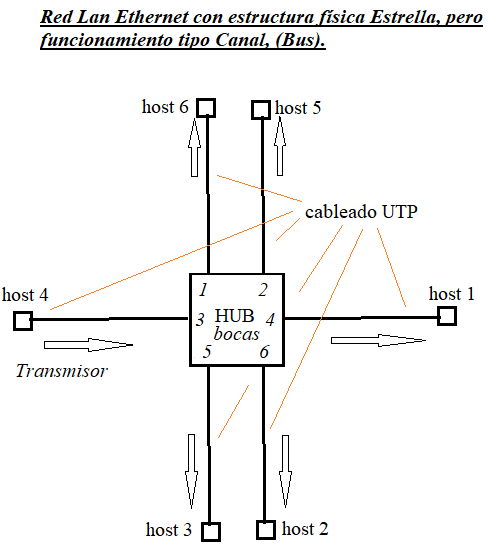 Red Lan Ethernet con estructura física Estrella, pero
funcionamiento tipo Canal, (Bus).
host 6
host 5
cableado UTP
host 4
host 1
1 2
3 HUB 4
bocas
5 6
Transmisor
host 3
host 2